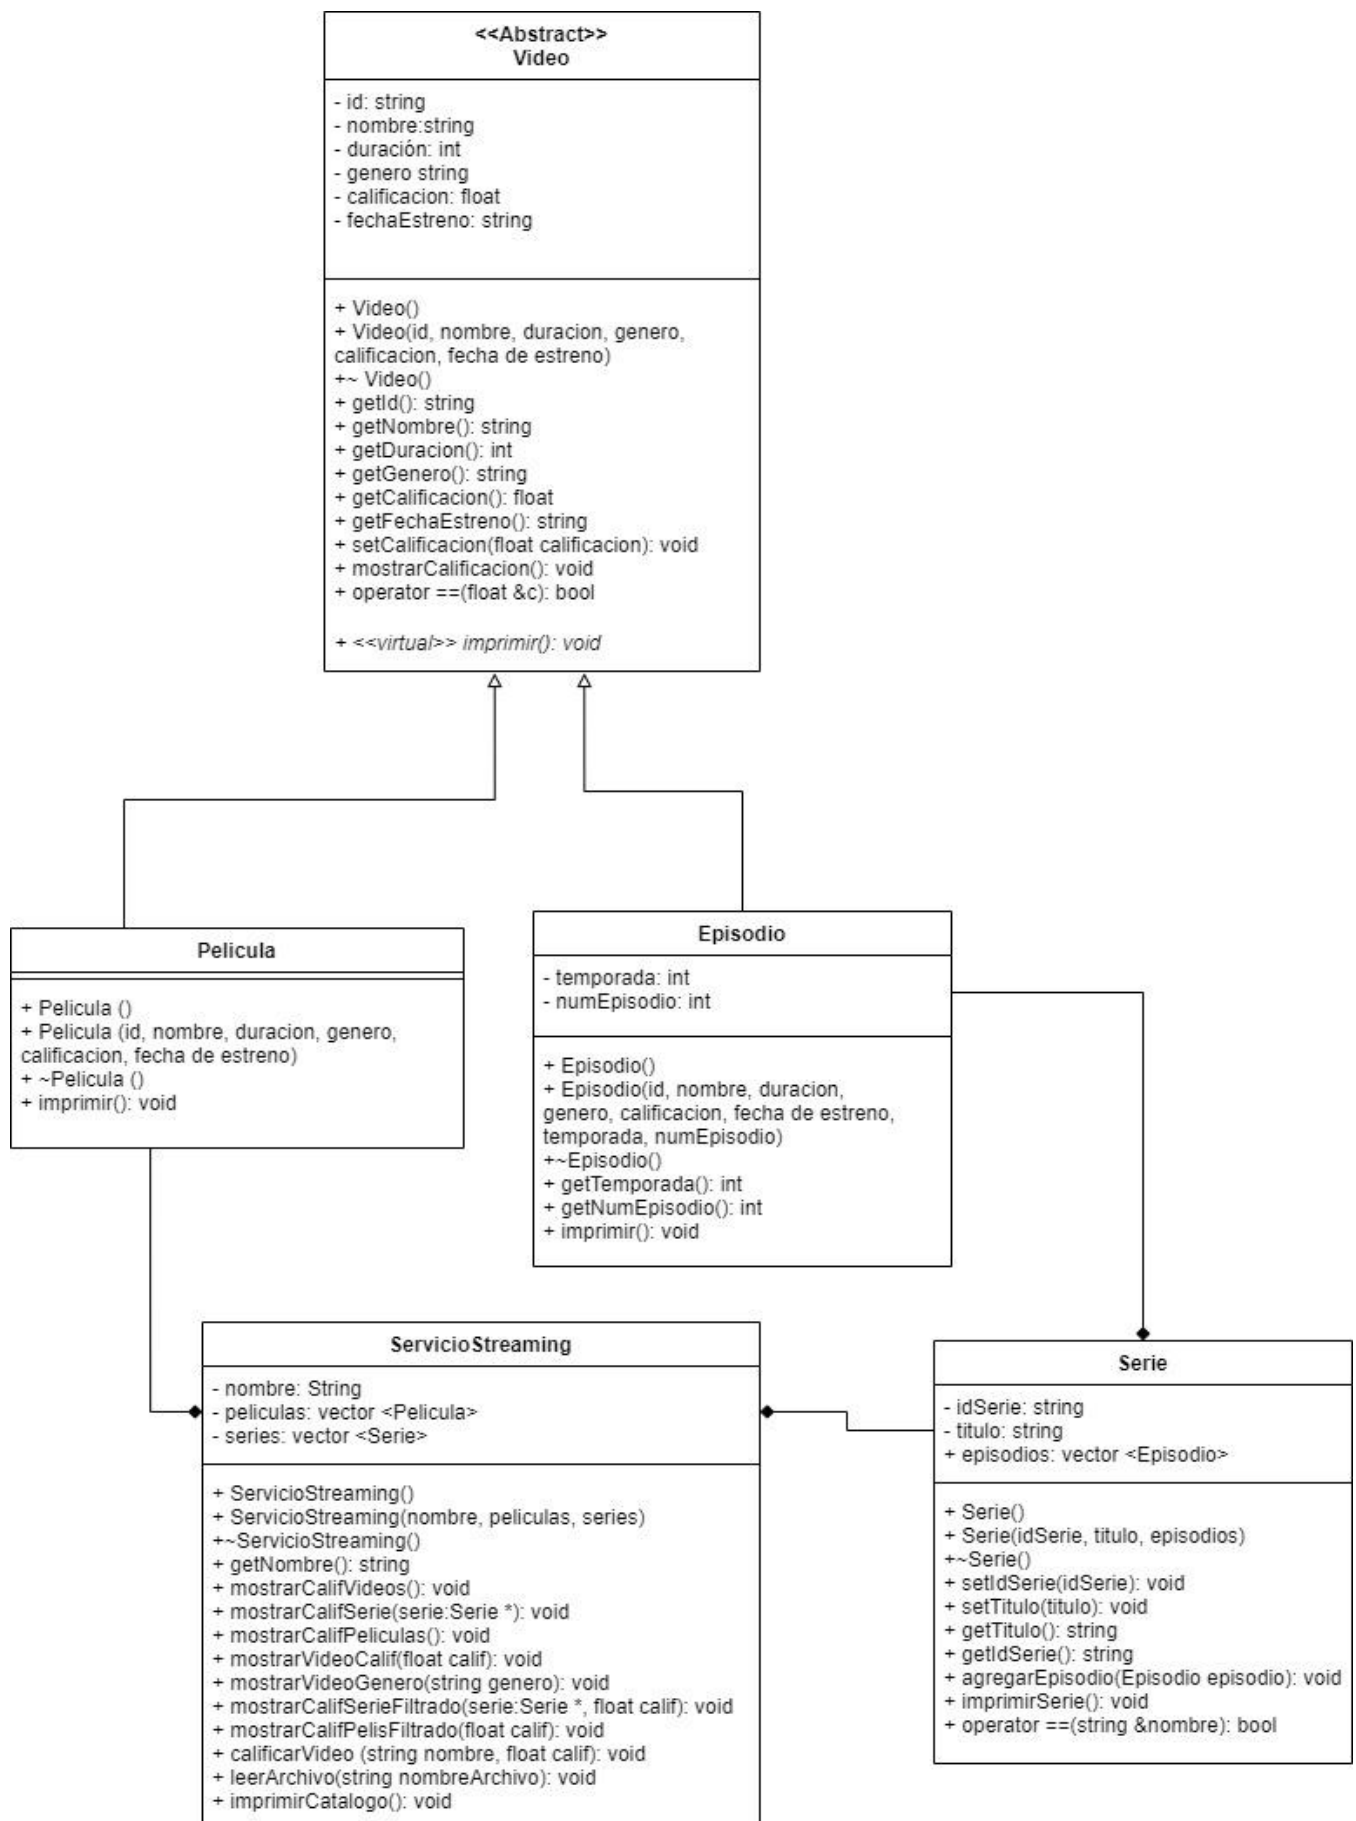 <<Abstract>>
Video
- id: string
- nombre:string
- duración: int
- genero string
- calificacion: float
- fechaEstreno: string
+ Video()
+ Video(id, nombre, duracion, genero,
calificacion, fecha de estreno)
+~ Video()
+ getId(): string
+ getNombre(): string
+ getDuracion(): int
+ getGenero(): string
+ getCalificacion(): float
+ getFechaEstreno(): string
+ setCalificacion(float calificacion): void
+ mostrarCalificacion(): void
+ operator ==(float &c): bool
+ <<virtual>> imprimir(): void
Pelicula
+ Pelicula ()
+ Pelicula (id, nombre, duracion, genero,
calificacion, fecha de estreno)
+ ~Pelicula ()
+ imprimir(): void
Episodio
- temporada: int
- numEpisodio: int
+ Episodio()
+ Episodio(id, nombre, duracion,
genero, calificacion, fecha de estreno,
temporada, numEpisodio)
+~Episodio()
+ getTemporada(): int
+ getNumEpisodio(): int
+ imprimir(): void
ServicioStreaming
- nombre: String
- peliculas: vector <Pelicula>
- series: vector <Serie>
+ ServicioStreaming()
+ ServicioStreaming(nombre, peliculas, series)
+~ServicioStreaming()
+ getNombre(): string
+ mostrarCalifVideos(): void
+ mostrarCalifSerie(serie:Serie *): void
+ mostrarCalifPeliculas(): void
+ mostrarVideoCalif(float calif): void
+ mostrarVideoGenero(string genero): void
+ mostrarCalifSerieFiltrado(serie:Serie *, float calif): void
+ mostrarCalifPelisFiltrado(float calif): void
+ calificarVideo (string nombre, float calif): void
+ leerArchivo(string nombreArchivo): void
+ imprimirCatalogo(): void
Serie
- idSerie: string
- titulo: string
+ episodios: vector <Episodio>
+ Serie()
+ Serie(idSerie, titulo, episodios)
+~Serie()
+ setIdSerie(idSerie): void
+ setTitulo(titulo): void
+ getTitulo(): string
+ getIdSerie(): string
+ agregarEpisodio(Episodio episodio): void
+ imprimirSerie(): void
+ operator ==(string &nombre): bool